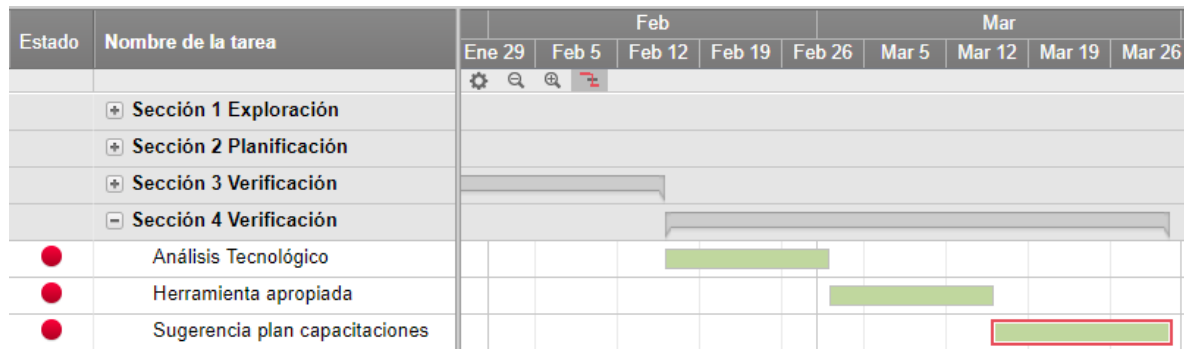 Feb Mar
Estado Nombre de la tarea
Ene 29 Feb 5 Feb 12 Feb 19 Feb 26 Mar 5 Mar 12 Mar 19 Mar 26
Sección 1 Exploración
Sección 2 Planificación
Sección 3 Verificación
Sección 4 Verificación
Análisis Tecnológico
Herramienta apropiada
Sugerencia plan capacitaciones